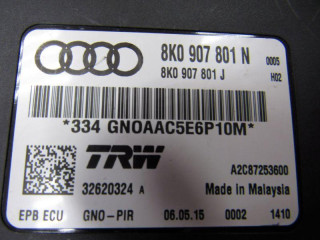 8K0 907 801 N 0005
8K0 907 801 J H02
*334 GN0AAC5E6P10M*
TRW A2C87253600
32620324 A Made in Malaysia
EPB ECU GNO-PIR 06.05.15 0002 1410